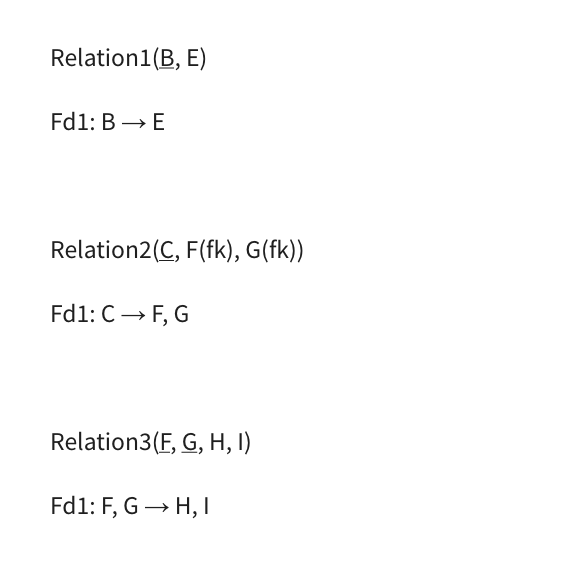 Relation1(B, E)
Fd1: B → E
Relation2(C, F(fk), G(fk))
Fd1: C → F, G
Relation3(F, G, H, I)
Fd1: F, G → H, I